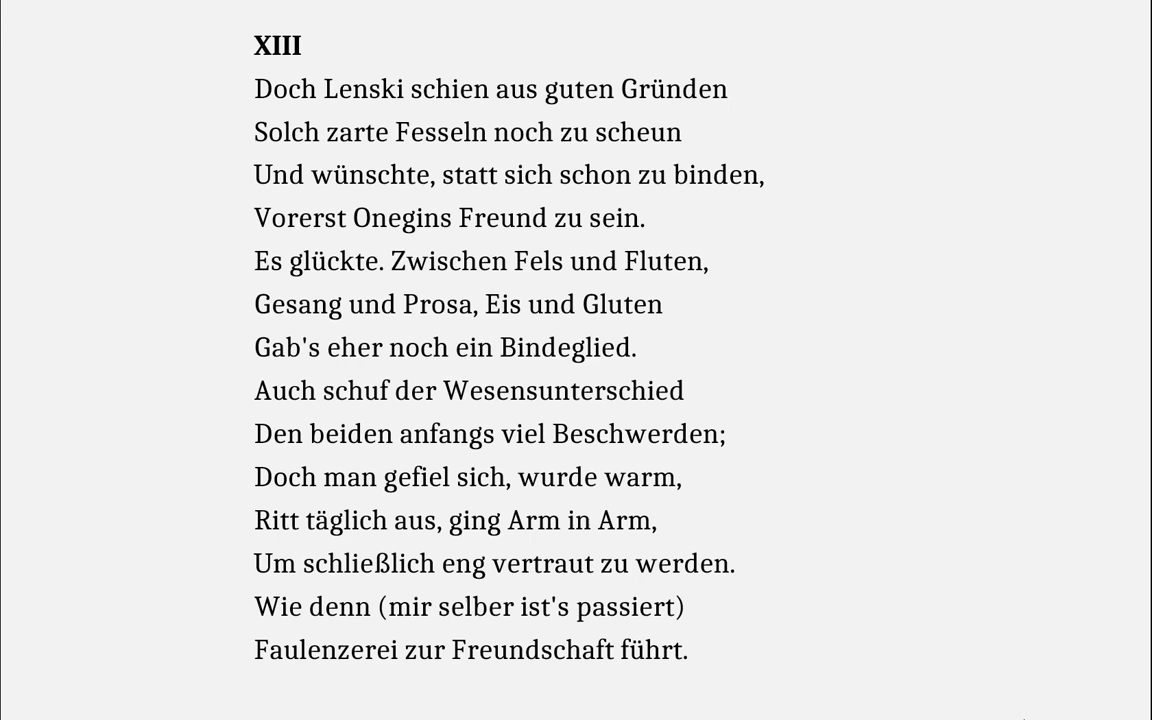 XIII
Doch Lenski schien aus guten Gründen
Solch zarte Fesseln noch zu scheun
Und wünschte, statt sich schon zu binden,
Vorerst Onegins Freund zu sein.
Es glückte. Zwischen Fels und Fluten,
Gesang und Prosa, Eis und Gluten
Gab's eher noch ein Bindeglied.
Auch schuf der Wesensunterschied
Den beiden anfangs viel Beschwerden;
Doch man gefiel sich, wurde warm,
Ritt täglich aus, ging Arm in Arm,
Um schließlich eng vertraut zu werden.
Wie denn (mir selber ist's passiert)
Faulenzerei zur Freundschaft führt.